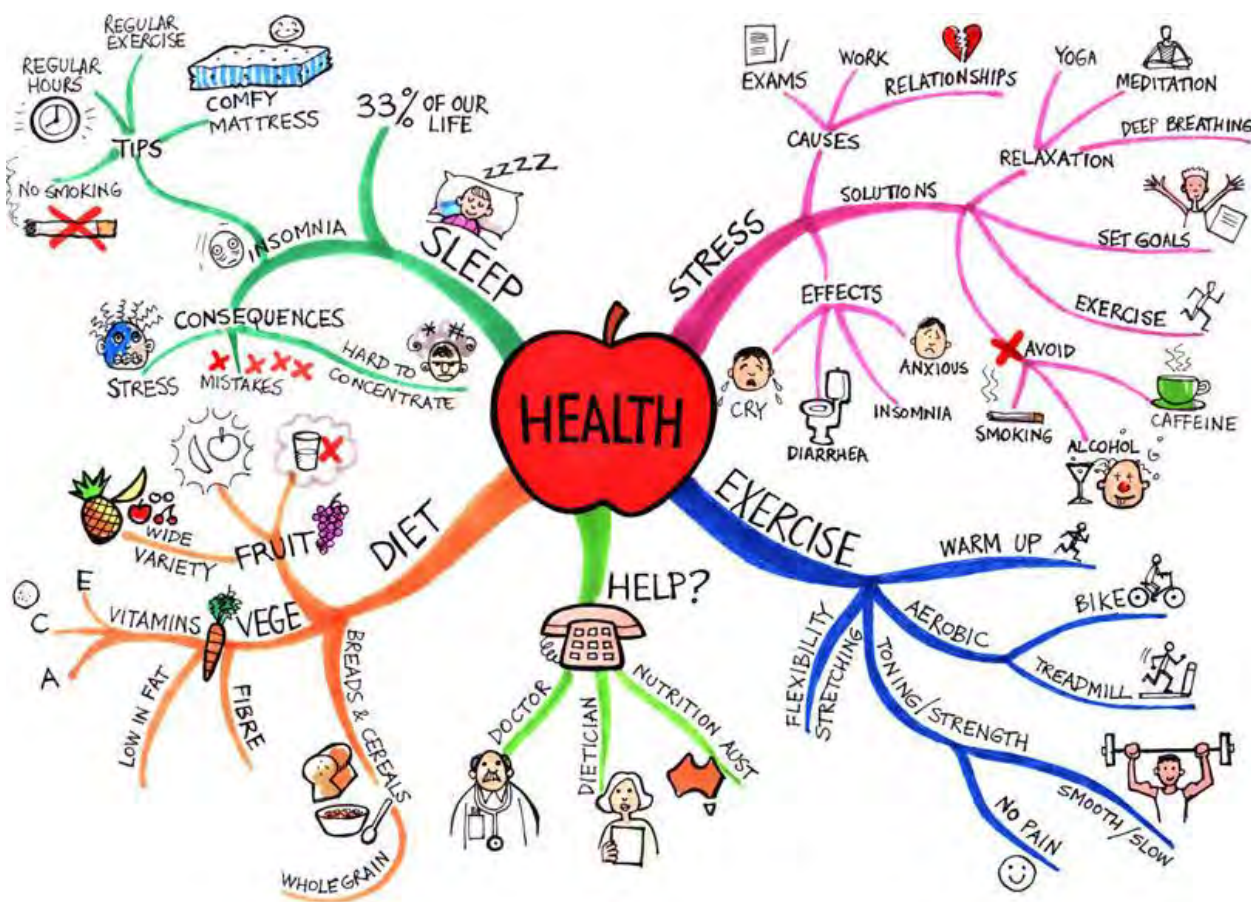 HEALTH
SLEEP
33% OF OUR
LIFE
ZZZZ
INSOMNIA
TIPS
REGULAR
HOURS
REGULAR
EXERCISE
COMFY
MATTRESS
NO SMOKING
CONSEQUENCES
STRESS
MISTAKES
HARD TO
CONCENTRATE
STRESS
CAUSES
EXAMS
WORK
RELATIONSHIPS
SOLUTIONS
RELAXATION
YOGA
MEDITATION
DEEP BREATHING
SET GOALS
EXERCISE
AVOID
SMOKING
ALCOHOL
CAFFEINE
EFFECTS
CRY
DIARRHEA
INSOMNIA
ANXIOUS
DIET
FRUIT
WIDE
VARIETY
VEGE
VITAMINS
E
C
A
LOW IN FAT
FIBRE
BREADS & CEREALS
WHOLEGRAIN
HELP?
DOCTOR
DIETICIAN
NUTRITION AUST
EXERCISE
WARM UP
AEROBIC
BIKE
TREADMILL
FLEXIBILITY
STRETCHING
TONING/STRENGTH
NO PAIN
SMOOTH/SLOW